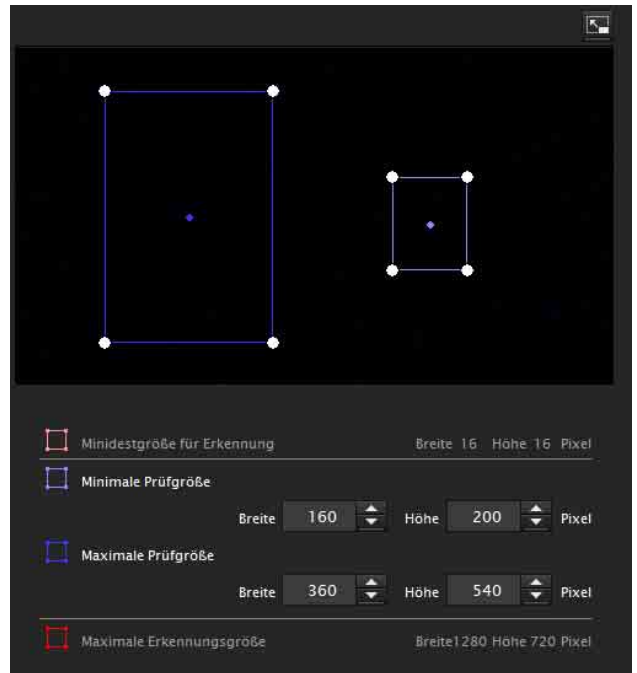 Minidestgröße für Erkennung Breite 16 Höhe 16 Pixel
Minimale Prüfgröße
Breite 160 Höhe 200 Pixel
Maximale Prüfgröße
Breite 360 Höhe 540 Pixel
Maximale Erkennungsgröße Breite1280 Höhe 720 Pixel